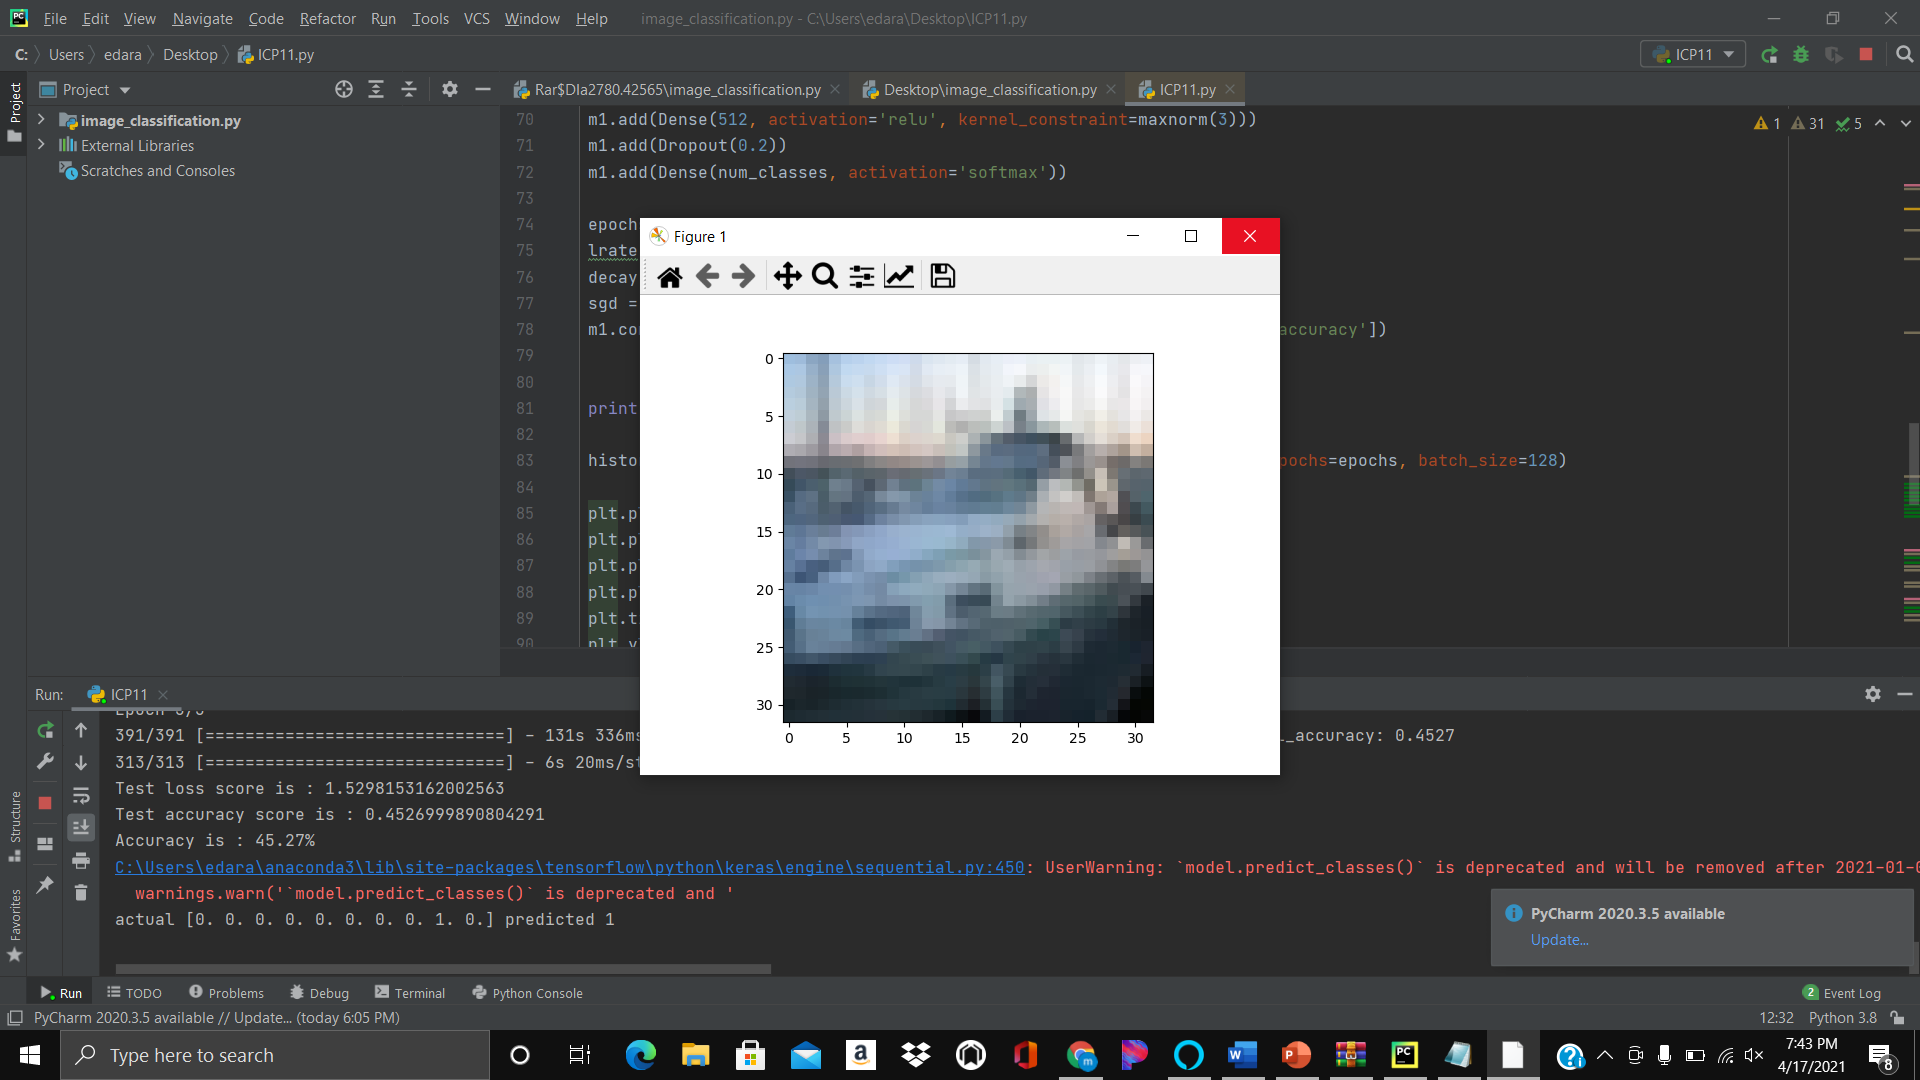 File Edit View Navigate Code Refactor Run Tools VCS Window Help image_classification.py - C:\Users\edara\Desktop\ICP11.py
C: Users edara Desktop ICP11.py ICP11
Project Rar$DIa2780.42565\image_classification.py Desktop\image_classification.py ICP11.py
Project
image_classification.py
External Libraries
Scratches and Consoles
1 31 5
70 m1.add(Dense(512, activation='relu', kernel_constraint=maxnorm(3)))
71 m1.add(Dropout(0.2))
72 m1.add(Dense(num_classes, activation='softmax'))
73
74 epoch
75 lrate
76 decay
77 sgd =
78 m1.co accuracy'])
79
80
81 print
82
83 histo pochs=epochs, batch_size=128)
84
85 plt.p
86 plt.p
87 plt.p
88 plt.p
89 plt.t
90 plt.y
Figure 1
0
5
10
15
20
25
30
0 5 10 15 20 25 30
Run: ICP11
391/391 [==============================] - 131s 336ms l_accuracy: 0.4527
313/313 [==============================] - 6s 20ms/st
Test loss score is : 1.5298153162002563
Test accuracy score is : 0.4526999890804291
Accuracy is : 45.27%
C:\Users\edara\anaconda3\lib\site-packages\tensorflow\python\keras\engine\sequential.py:450: UserWarning: `model.predict_classes()` is deprecated and will be removed after 2021-01-0
warnings.warn('`model.predict_classes()` is deprecated and '
actual [0. 0. 0. 0. 0. 0. 0. 0. 1. 0.] predicted 1
Structure
Favorites
PyCharm 2020.3.5 available
Update...
Run TODO Problems Debug Terminal Python Console 2 Event Log
PyCharm 2020.3.5 available // Update... (today 6:05 PM) 12:32 Python 3.8
Type here to search
7:43 PM
4/17/2021
8